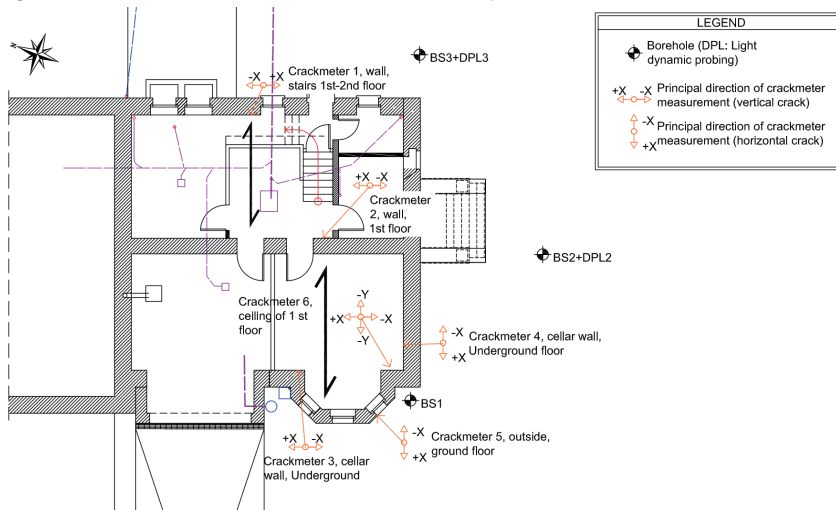 N
BS3+DPL3
-X +X
Crackmeter 1, wall,
stairs 1st-2nd floor
+X -X
Crackmeter
2, wall,
1st floor
BS2+DPL2
Crackmeter 6,
ceiling of 1 st
floor
-Y
+X -X
-Y
-X
+X
Crackmeter 4, cellar wall,
Underground floor
BS1
-X
+X
Crackmeter 5, outside,
ground floor
+X -X
Crackmeter 3, cellar
wall, Underground
LEGEND
Borehole (DPL: Light
dynamic probing)
+X -X
Principal direction of crackmeter
measurement (vertical crack)
-X
+X
Principal direction of crackmeter
measurement (horizontal crack)